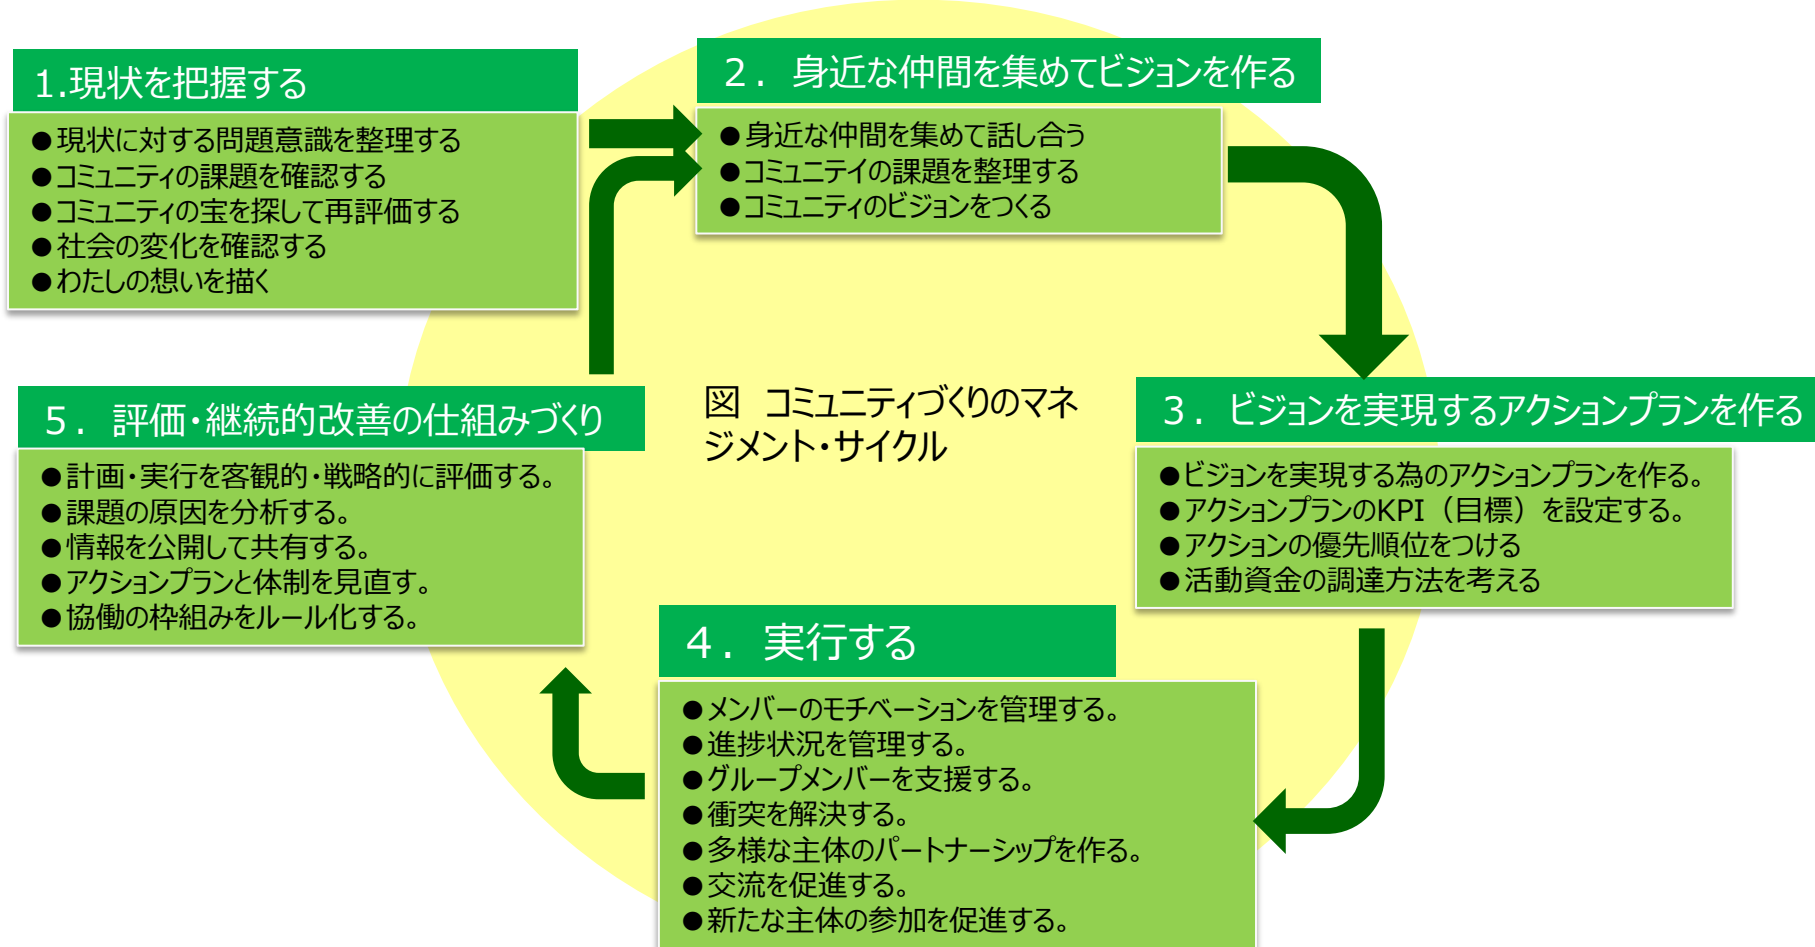 1.現状を把握する
●現状に対する問題意識を整理する
●コミュニティの課題を確認する
●コミュニティの宝を探して再評価する
●社会の変化を確認する
●わたしの想いを描く
２．身近な仲間を集めてビジョンを作る
●身近な仲間を集めて話し合う
●コミュニテイの課題を整理する
●コミュニティのビジョンをつくる
図　コミュニティづくりのマネ
ジメント・サイクル
３．ビジョンを実現するアクションプランを作る
●ビジョンを実現する為のアクションプランを作る。
●アクションプランのKPI（目標）を設定する。
●アクションの優先順位をつける
●活動資金の調達方法を考える
４．実行する
●メンバーのモチベーションを管理する。
●進捗状況を管理する。
●グループメンバーを支援する。
●衝突を解決する。
●多様な主体のパートナーシップを作る。
●交流を促進する。
●新たな主体の参加を促進する。
５．評価・継続的改善の仕組みづくり
●計画・実行を客観的・戦略的に評価する。
●課題の原因を分析する。
●情報を公開して共有する。
●アクションプランと体制を見直す。
●協働の枠組みをルール化する。